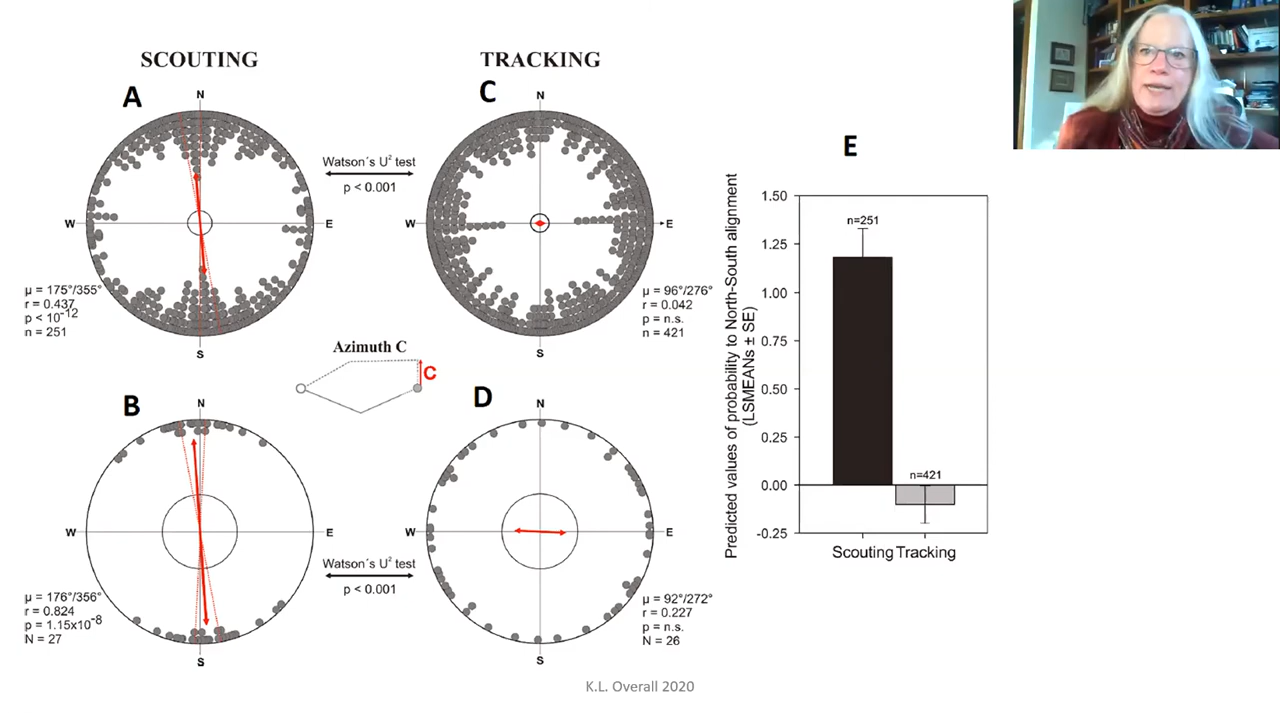 SCOUTING
TRACKING
A
N
W
E
S
μ = 175°/355°
r = 0.437
p < 10⁻¹²
n = 251
Watson´s U² test
p < 0.001
C
N
W
E
S
μ = 96°/276°
r = 0.042
p = n.s.
n = 421
Azimuth C
C
B
N
W
E
S
μ = 176°/356°
r = 0.824
p = 1.15x10⁻⁸
N = 27
Watson´s U² test
p < 0.001
D
N
W
E
S
μ = 92°/272°
r = 0.227
p = n.s.
N = 26
E
Predicted values of probability to North-South alignment
(LSMEANs ± SE)
1.50
1.25
1.00
0.75
0.50
0.25
0.00
-0.25
n=251
n=421
Scouting Tracking
K.L. Overall 2020